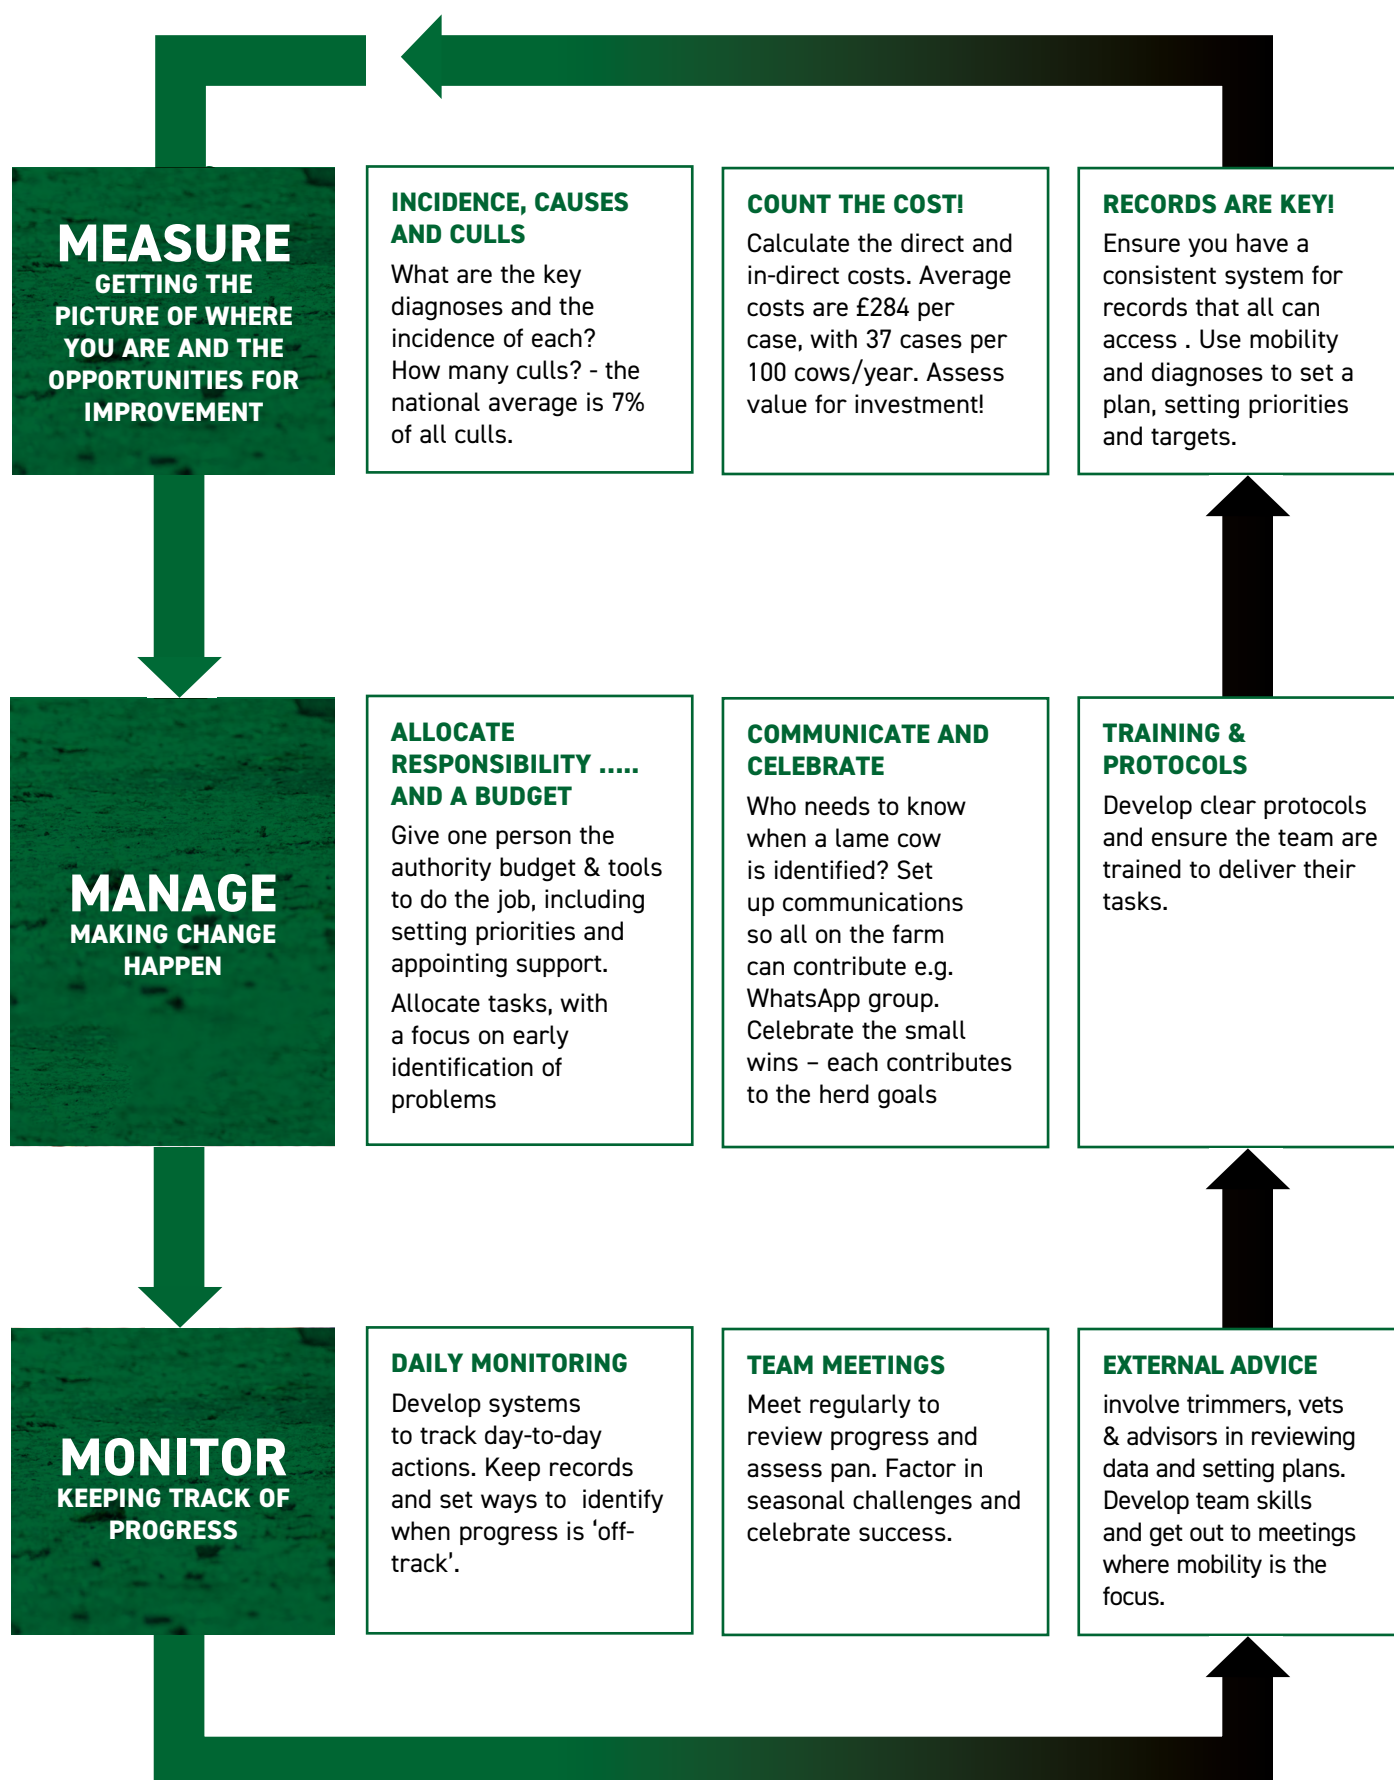 MEASURE
GETTING THE
PICTURE OF WHERE
YOU ARE AND THE
OPPORTUNITIES FOR
IMPROVEMENT
INCIDENCE, CAUSES
AND CULLS
What are the key
diagnoses and the
incidence of each?
How many culls? - the
national average is 7%
of all culls.
COUNT THE COST!
Calculate the direct and
in-direct costs. Average
costs are £284 per
case, with 37 cases per
100 cows/year. Assess
value for investment!
RECORDS ARE KEY!
Ensure you have a
consistent system for
records that all can
access . Use mobility
and diagnoses to set a
plan, setting priorities
and targets.
MANAGE
MAKING CHANGE
HAPPEN
ALLOCATE
RESPONSIBILITY .....
AND A BUDGET
Give one person the
authority budget & tools
to do the job, including
setting priorities and
appointing support.
Allocate tasks, with
a focus on early
identification of
problems
COMMUNICATE AND
CELEBRATE
Who needs to know
when a lame cow
is identified? Set
up communications
so all on the farm
can contribute e.g.
WhatsApp group.
Celebrate the small
wins – each contributes
to the herd goals
TRAINING &
PROTOCOLS
Develop clear protocols
and ensure the team are
trained to deliver their
tasks.
MONITOR
KEEPING TRACK OF
PROGRESS
DAILY MONITORING
Develop systems
to track day-to-day
actions. Keep records
and set ways to  identify
when progress is ‘off-
track’.
TEAM MEETINGS
Meet regularly to
review progress and
assess pan. Factor in
seasonal challenges and
celebrate success.
EXTERNAL ADVICE
involve trimmers, vets
& advisors in reviewing
data and setting plans.
Develop team skills
and get out to meetings
where mobility is the
focus.